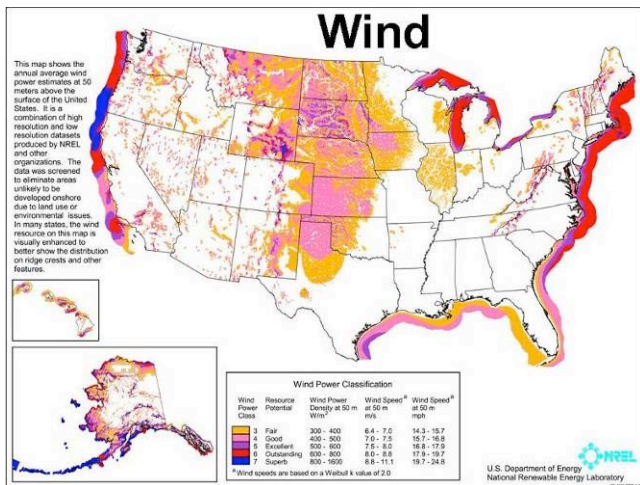 Wind
This map shows the
annual average wind
power estimates at 50
meters above the
surface of the United
States. It is a
combination of high
resolution and low
resolution datasets
produced by NREL
and other
organizations. The
data was screened
to eliminate areas
unlikely to be
developed onshore
due to land use or
environmental issues.
In many states, the wind
resource on this map is
visually enhanced to
better show the distribution
on ridge crests and other
features.
Wind Power Classification
Wind Power Class Resource Potential Wind Power Density at 50 m W/m² Wind Speed a at 50 m m/s Wind Speed a at 50 m mph
3 Fair 300 - 400 6.4 - 7.0 14.3 - 15.7
4 Good 400 - 500 7.0 - 7.5 15.7 - 16.8
5 Excellent 500 - 600 7.5 - 8.0 16.8 - 17.9
6 Outstanding 600 - 800 8.0 - 8.8 17.9 - 19.7
7 Superb 800 - 1600 8.8 - 11.1 19.7 - 24.8
a Wind speeds are based on a Weibull k value of 2.0
NREL
U.S. Department of Energy
National Renewable Energy Laboratory